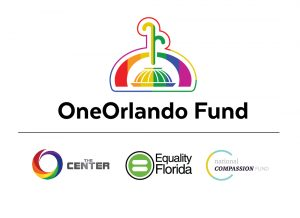 OneOrlando Fund
THE
CENTER
Equality
Florida
national
COMPASSION FUND